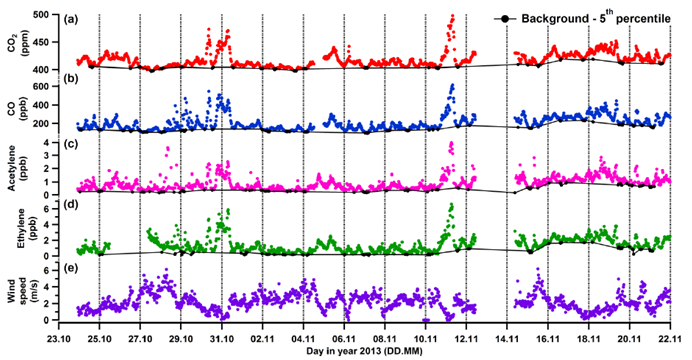 (a)
Background - 5th percentile
CO2
(ppm)
500
450
400
(b)
CO
(ppb)
600
400
200
(c)
Acetylene
(ppb)
4
3
2
1
0
(d)
Ethylene
(ppb)
6
4
2
0
(e)
Wind
speed
(m/s)
6
4
2
0
23.10 25.10 27.10 29.10 31.10 02.11 04.11 06.11 08.11 10.11 12.11 14.11 16.11 18.11 20.11 22.11
Day in year 2013 (DD.MM)